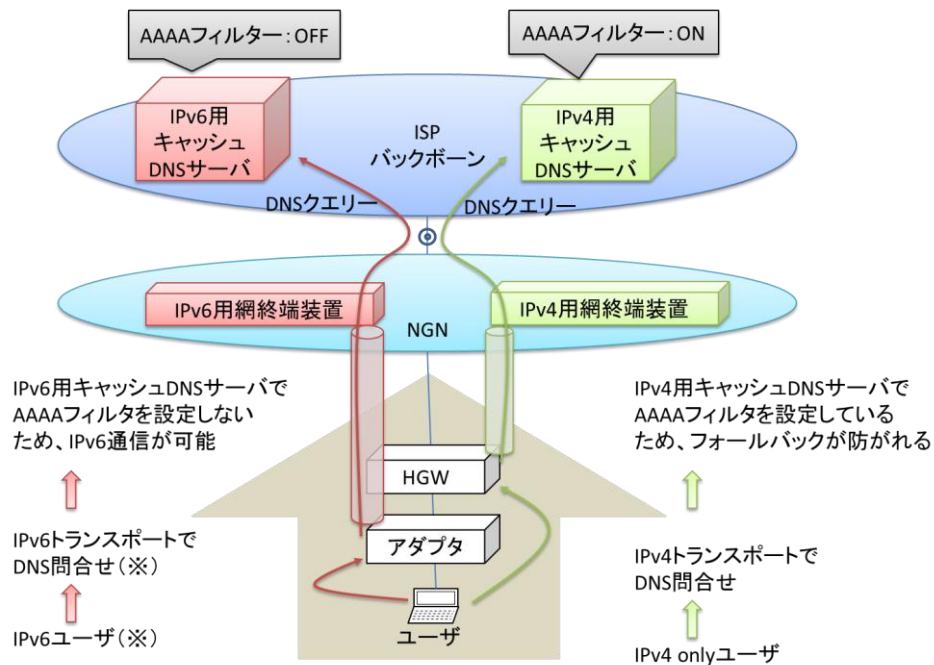 AAAAフィルター：OFF
AAAAフィルター：ON
IPv6用
キャッシュ
DNSサーバ
ISP
バックボーン
IPv4用
キャッシュ
DNSサーバ
DNSクエリー
DNSクエリー
IPv6用網終端装置
IPv4用網終端装置
NGN
IPv6用キャッシュDNSサーバで
AAAAフィルタを設定しない
ため、IPv6通信が可能
IPv4用キャッシュDNSサーバで
AAAAフィルタを設定している
ため、フォールバックが防がれる
HGW
アダプタ
IPv6トランスポートで
DNS問合せ（※）
IPv4トランスポートで
DNS問合せ
ユーザ
IPv6ユーザ（※）
IPv4 onlyユーザ